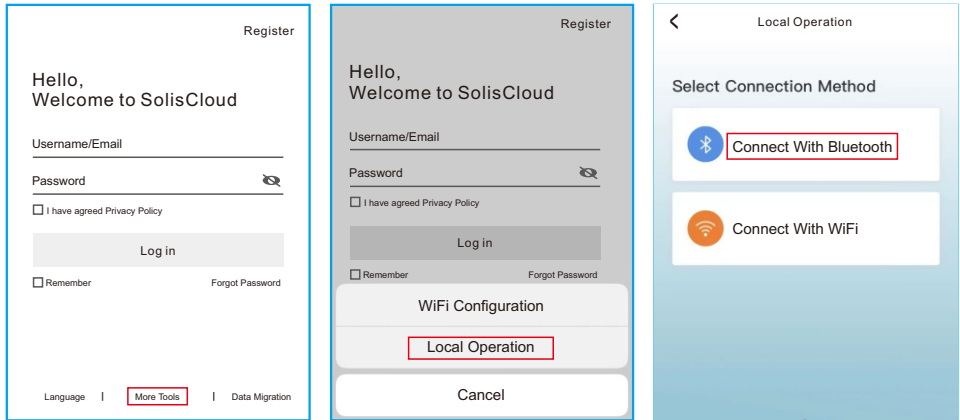 Register
Hello,
Welcome to SolisCloud
Username/Email
Password
I have agreed Privacy Policy
Log in
Remember Forgot Password
Language | More Tools | Data Migration
Register
Hello,
Welcome to SolisCloud
Username/Email
Password
I have agreed Privacy Policy
Log in
Remember Forgot Password
WiFi Configuration
Local Operation
Cancel
Local Operation
Select Connection Method
Connect With Bluetooth
Connect With WiFi